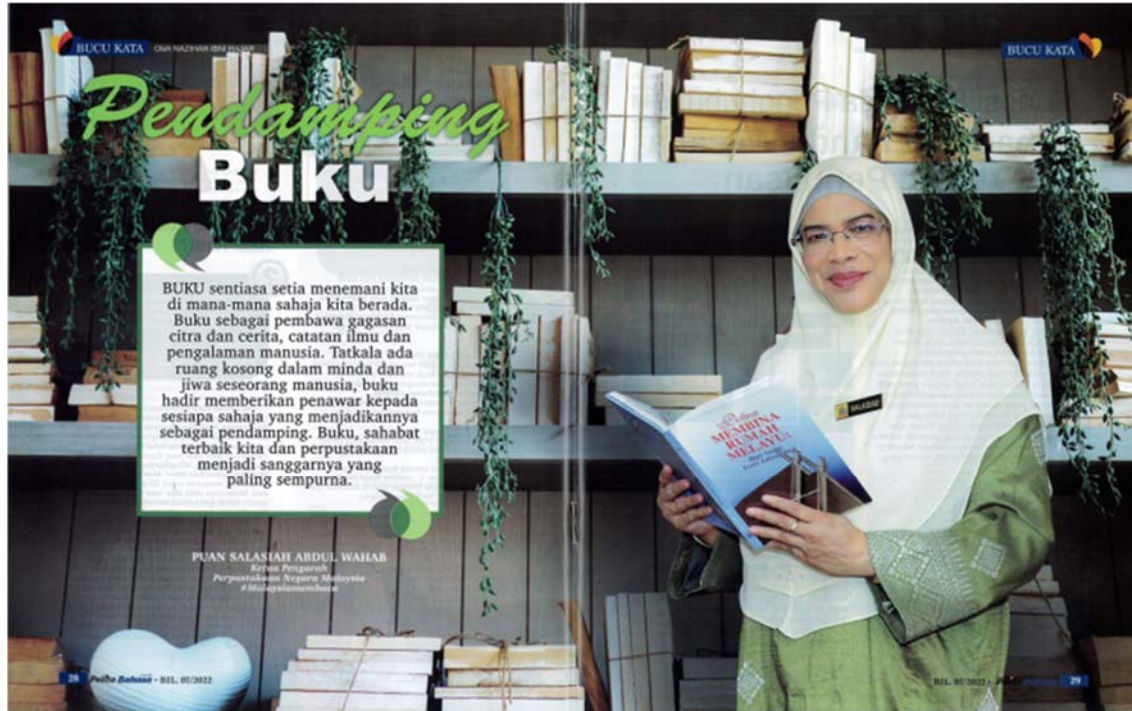 BUCU KATA
BUCU KATA
Pendamping
Buku
BUKU sentiasa setia menemani kita
di mana-mana sahaja kita berada.
Buku sebagai pembawa gagasan
citra dan cerita, catatan ilmu dan
pengalaman manusia. Tatkala ada
ruang kosong dalam minda dan
jiwa seseorang manusia, buku
hadir memberikan penawar kepada
sesiapa sahaja yang menjadikannya
sebagai pendamping. Buku, sahabat
terbaik kita dan perpustakaan
menjadi sanggarnya yang
paling sempurna.
PUAN SALASIAH ABDUL WAHAB
Ketua Pengarah
Perpustakaan Negara Malaysia
#Malaysiamembaca
SALASIAH
MEMBINA
RUMAH
MELAYU:
28 Pelita Bahasa • BIL. 07/2022
BIL. 07/2022 • 29